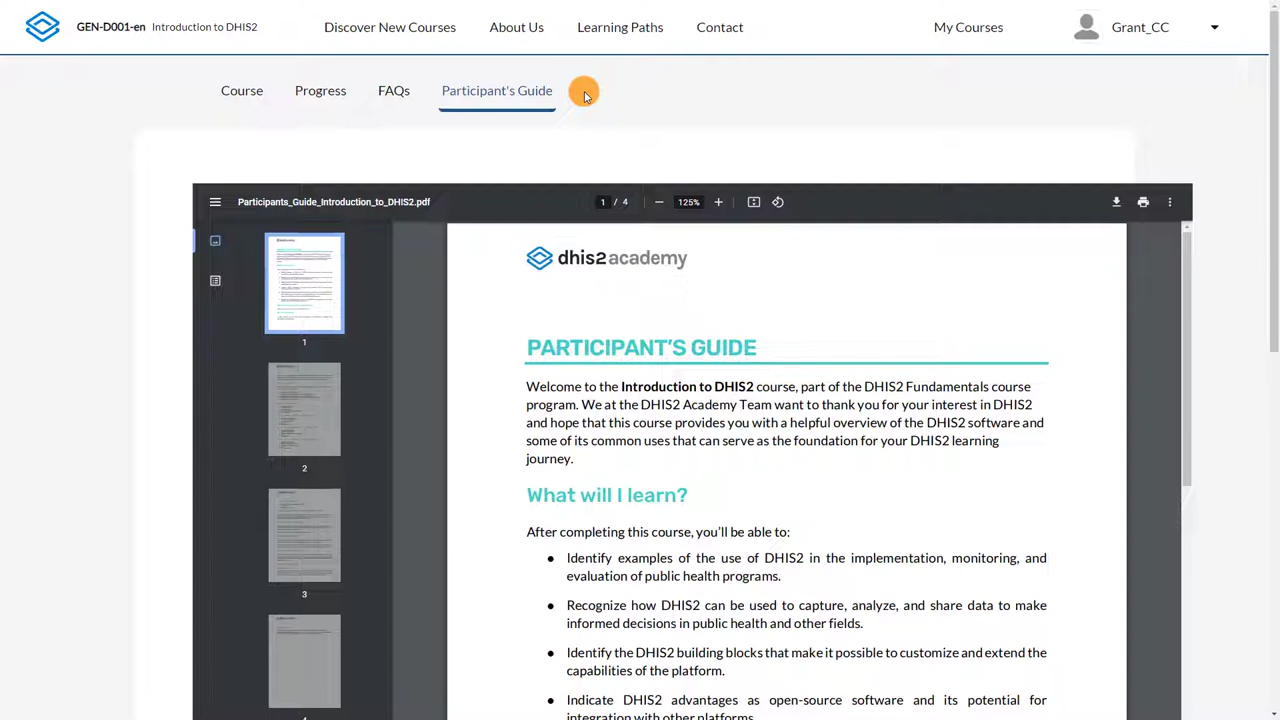 GEN-D001-en Introduction to DHIS2
Discover New Courses
About Us
Learning Paths
Contact
My Courses
Grant_CC
Course
Progress
FAQs
Participant's Guide
Participants_Guide_Introduction_to_DHIS2.pdf
1 / 4
125%
dhis2 academy
PARTICIPANT'S GUIDE
Welcome to the Introduction to DHIS2 course, part of the DHIS2 Fundamentals course
program. We at the DHIS2 Academy Team want to thank you for your interest in DHIS2
and hope that this course provides you with a helpful overview of the DHIS2 software and
some of its common uses that can serve as the foundation for your DHIS2 learning
journey.
What will I learn?
After completing this course, you'll be able to:
● Identify examples of the use of DHIS2 in the implementation, monitoring, and
evaluation of public health programs.
● Recognize how DHIS2 can be used to capture, analyze, and share data to make
informed decisions in public health and other fields.
● Identify the DHIS2 building blocks that make it possible to customize and extend the
capabilities of the platform.
● Indicate DHIS2 advantages as open-source software and its potential for
integration with other platforms.
1
2
3